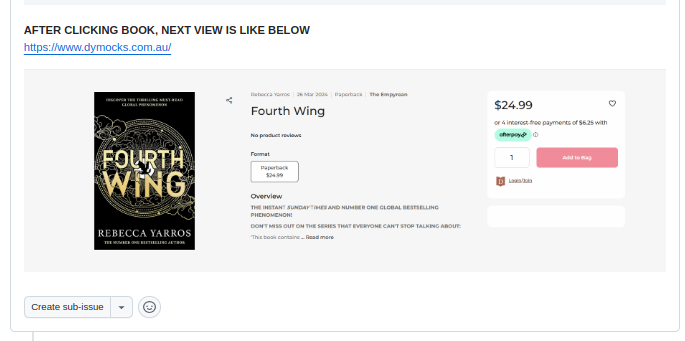 AFTER CLICKING BOOK, NEXT VIEW IS LIKE BELOW
https://www.dymocks.com.au/
DISCOVER THE THRILLING MUST-READ
GLOBAL PHENOMENON
FOURTH
WING
REBECCA YARROS
THE NUMBER ONE BESTSELLING AUTHOR
Rebecca Yarros | 26 Mar 2024 | Paperback | The Empyrean
Fourth Wing
No product reviews
Format
Paperback
$24.99
Overview
THE INSTANT SUNDAY TIMES AND NUMBER ONE GLOBAL BESTSELLING
PHENOMENON!
DON'T MISS OUT ON THE SERIES THAT EVERYONE CAN'T STOP TALKING ABOUT:
'This book contains ... Read more
$24.99
or 4 interest-free payments of $6.25 with
afterpay
1
Add to Bag
Login/Join
Create sub-issue